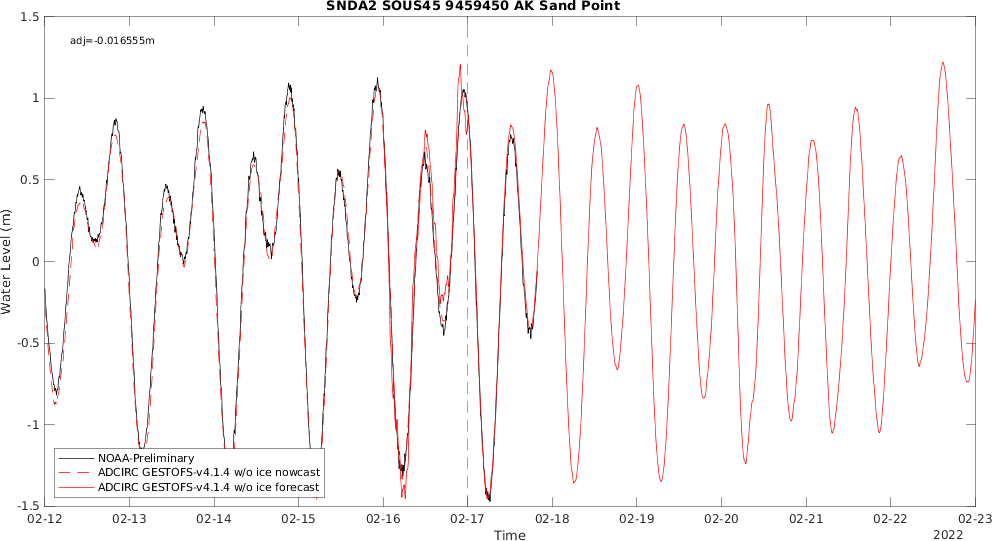 SNDA2 SOUS45 9459450 AK Sand Point
adj=-0.016555m
1.5
1
0.5
0
-0.5
-1
-1.5
Water Level (m)
NOAA-Preliminary
ADCIRC GESTOFS-v4.1.4 w/o ice nowcast
ADCIRC GESTOFS-v4.1.4 w/o ice forecast
02-12 02-13 02-14 02-15 02-16 02-17 02-18 02-19 02-20 02-21 02-22 02-23
Time
2022